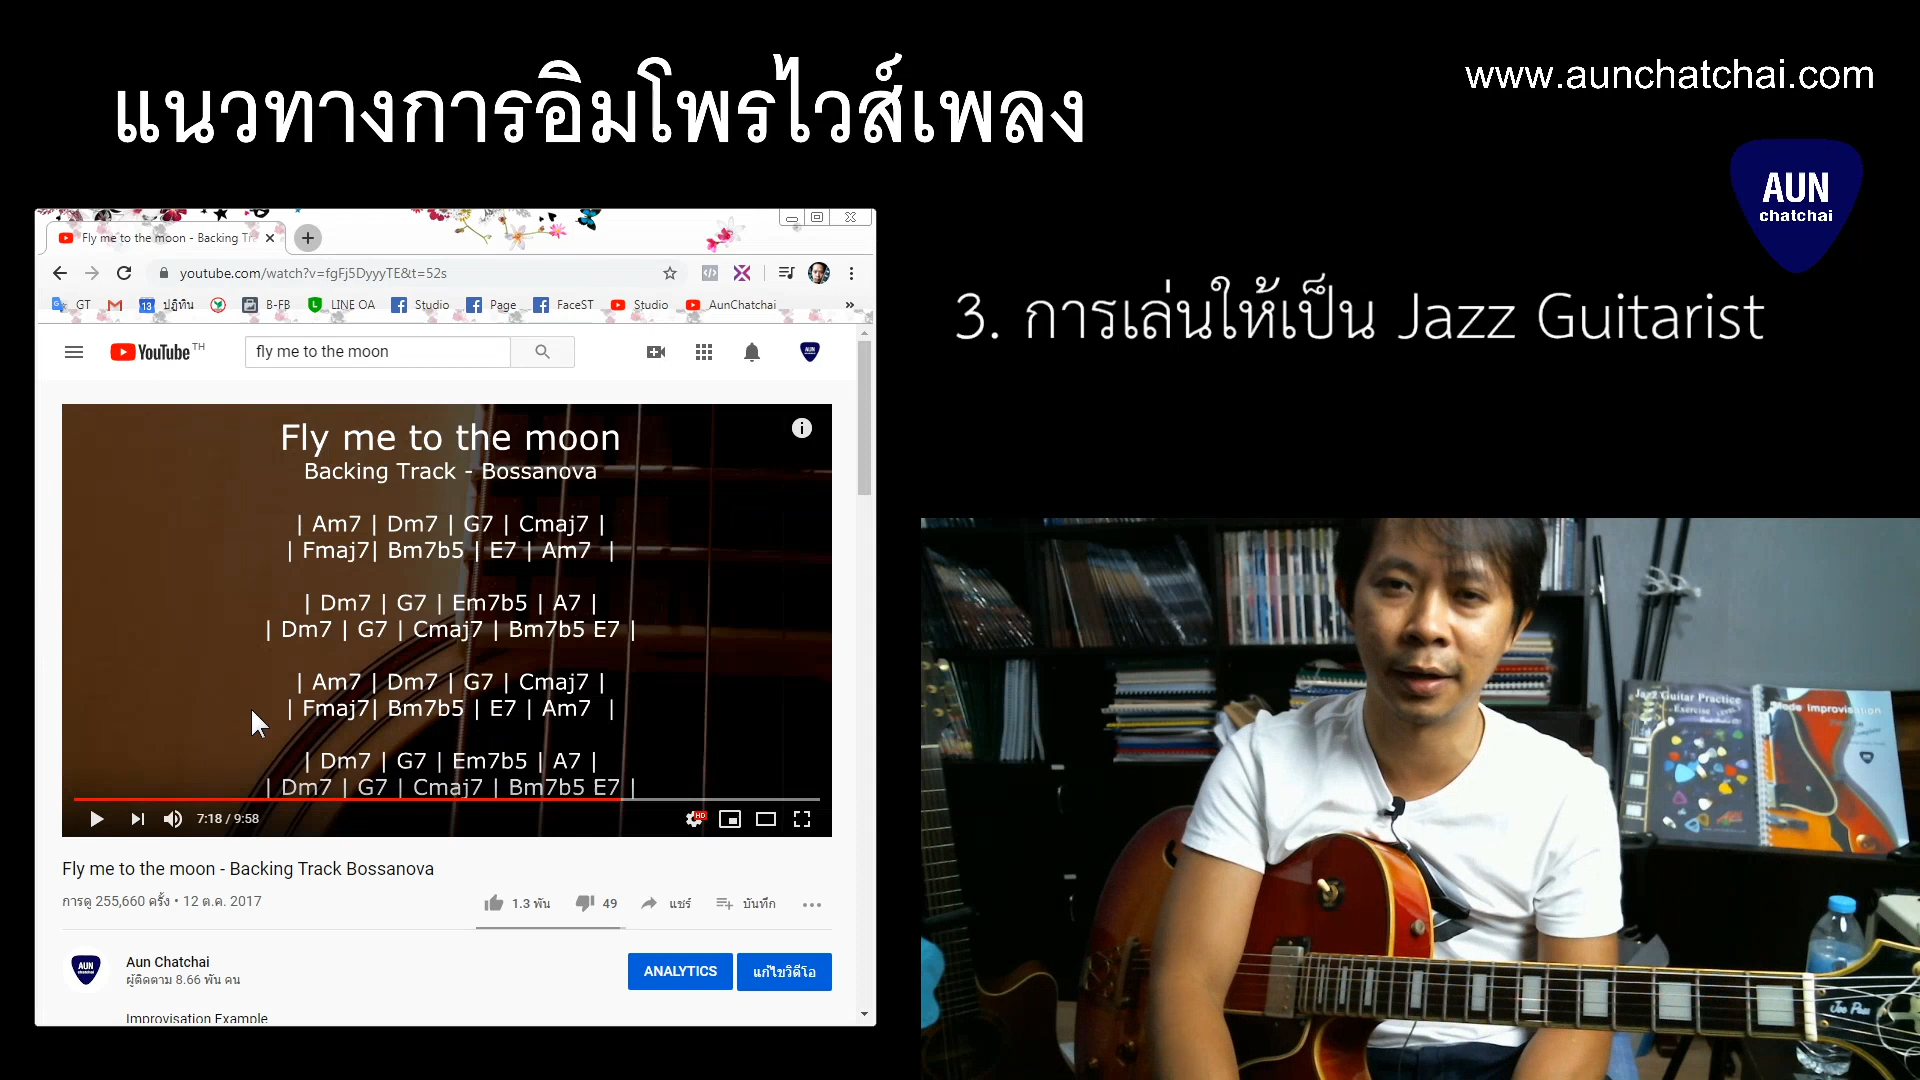 แนวทางการอิมโพรไวส์เพลง
www.aunchatchai.com
AUN
chatchai
3. การเล่นให้เป็น Jazz Guitarist
Fly me to the moon - Backing Tr
youtube.com/watch?v=fgFj5DyyyTE&t=52s
GT
13 ปฏิทิน
B-FB
LINE OA
Studio
Page
FaceST
Studio
AunChatchai
YouTube TH
fly me to the moon
Fly me to the moon
Backing Track - Bossanova
| Am7 | Dm7 | G7 | Cmaj7 |
| Fmaj7| Bm7b5 | E7 | Am7 |
| Dm7 | G7 | Em7b5 | A7 |
| Dm7 | G7 | Cmaj7 | Bm7b5 E7 |
| Am7 | Dm7 | G7 | Cmaj7 |
| Fmaj7| Bm7b5 | E7 | Am7 |
| Dm7 | G7 | Em7b5 | A7 |
| Dm7 | G7 | Cmaj7 | Bm7b5 E7 |
7:18 / 9:58
HD
Fly me to the moon - Backing Track Bossanova
การดู 255,660 ครั้ง • 12 ต.ค. 2017
1.3 พัน
49
แชร์
บันทึก
AUN
chatchai
Aun Chatchai
ผู้ติดตาม 8.66 พัน คน
ANALYTICS
แก้ไขวิดีโอ
Improvisation Example
Jazz Guitar Practice
Exercise
Mode Improvisation
Joe Pass